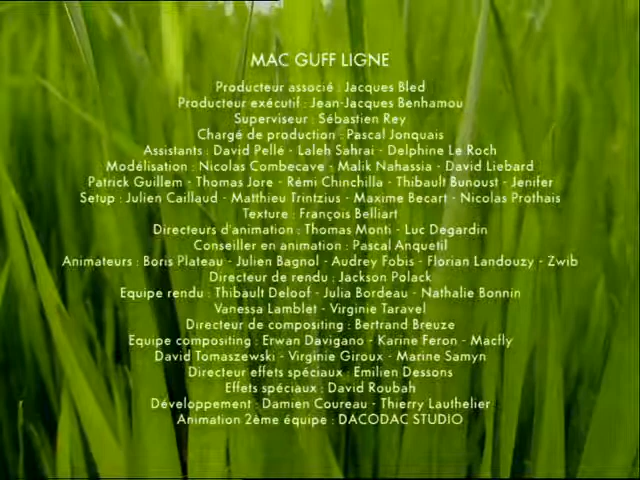 MAC GUFF LIGNE
Producteur associé : Jacques Bled
Producteur exécutif : Jean-Jacques Benhamou
Superviseur : Sébastien Rey
Chargé de production : Pascal Jonquais
Assistants : David Pelle - Laleh Sahrai - Delphine Le Roch
Modélisation : Nicolas Combecave - Malik Nahassia - David Liebard
Patrick Guillem - Thomas Jore - Rémi Chinchilla - Thibault Bunoust - Jenifer
Setup : Julien Caillaud - Matthieu Trintzius - Maxime Becart - Nicolas Prothais
Texture : François Belliart
Directeurs d'animation : Thomas Monti - Luc Degardin
Conseiller en animation : Pascal Anquetil
Animateurs : Boris Plateau - Julien Bagnol - Audrey Fobis - Florian Landouzy - Zwib
Directeur de rendu : Jackson Polack
Equipe rendu : Thibault Deloof - Julia Bordeau - Nathalie Bonnin
Vanessa Lamblet - Virginie Taravel
Directeur de compositing : Bertrand Breuze
Equipe compositing : Erwan Davigano - Karine Feron - Macfly
David Tomaszewski - Virginie Giroux - Marine Samyn
Directeur effets spéciaux : Emilien Dessons
Effets spéciaux : David Roubah
Développement : Damien Coureau - Thierry Lauthelier
Animation 2ème équipe : DACODAC STUDIO